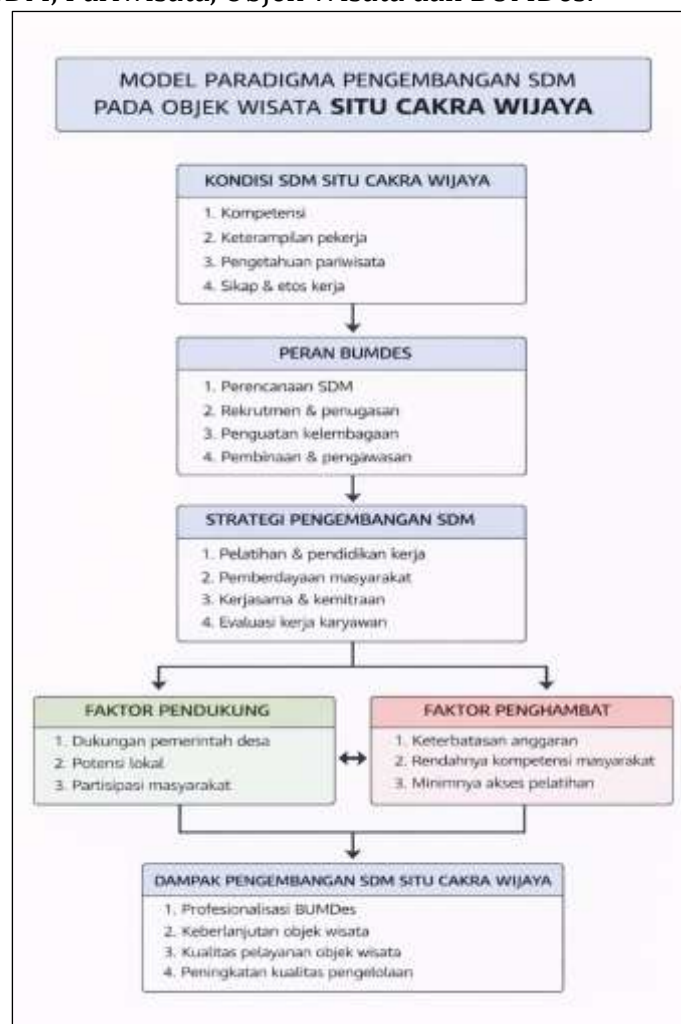 MODEL PARADIGMA PENGEMBANGAN SDM
PADA OBJEK WISATA SITU CAKRA WIJAYA
KONDISI SDM SITU CAKRA WIJAYA
1. Kompetensi
2. Keterampilan pekerja
3. Pengetahuan pariwisata
4. Sikap & etos kerja
PERAN BUMDES
1. Perencanaan SDM
2. Rekrutmen & penugasan
3. Penguatan kelembagaan
4. Pembinaan & pengawasan
STRATEGI PENGEMBANGAN SDM
1. Pelatihan & pendidikan kerja
2. Pemberdayaan masyarakat
3. Kerjasama & kemitraan
4. Evaluasi kerja karyawan
FAKTOR PENDUKUNG
1. Dukungan pemerintah desa
2. Potensi lokal
3. Partisipasi masyarakat
FAKTOR PENGHAMBAT
1. Keterbatasan anggaran
2. Rendahnya kompetensi masyarakat
3. Minimnya akses pelatihan
DAMPAK PENGEMBANGAN SDM SITU CAKRA WIJAYA
1. Profesionalisasi BUMDes
2. Keberlanjutan objek wisata
3. Kualitas pelayanan objek wisata
4. Peningkatan kualitas pengelolaan